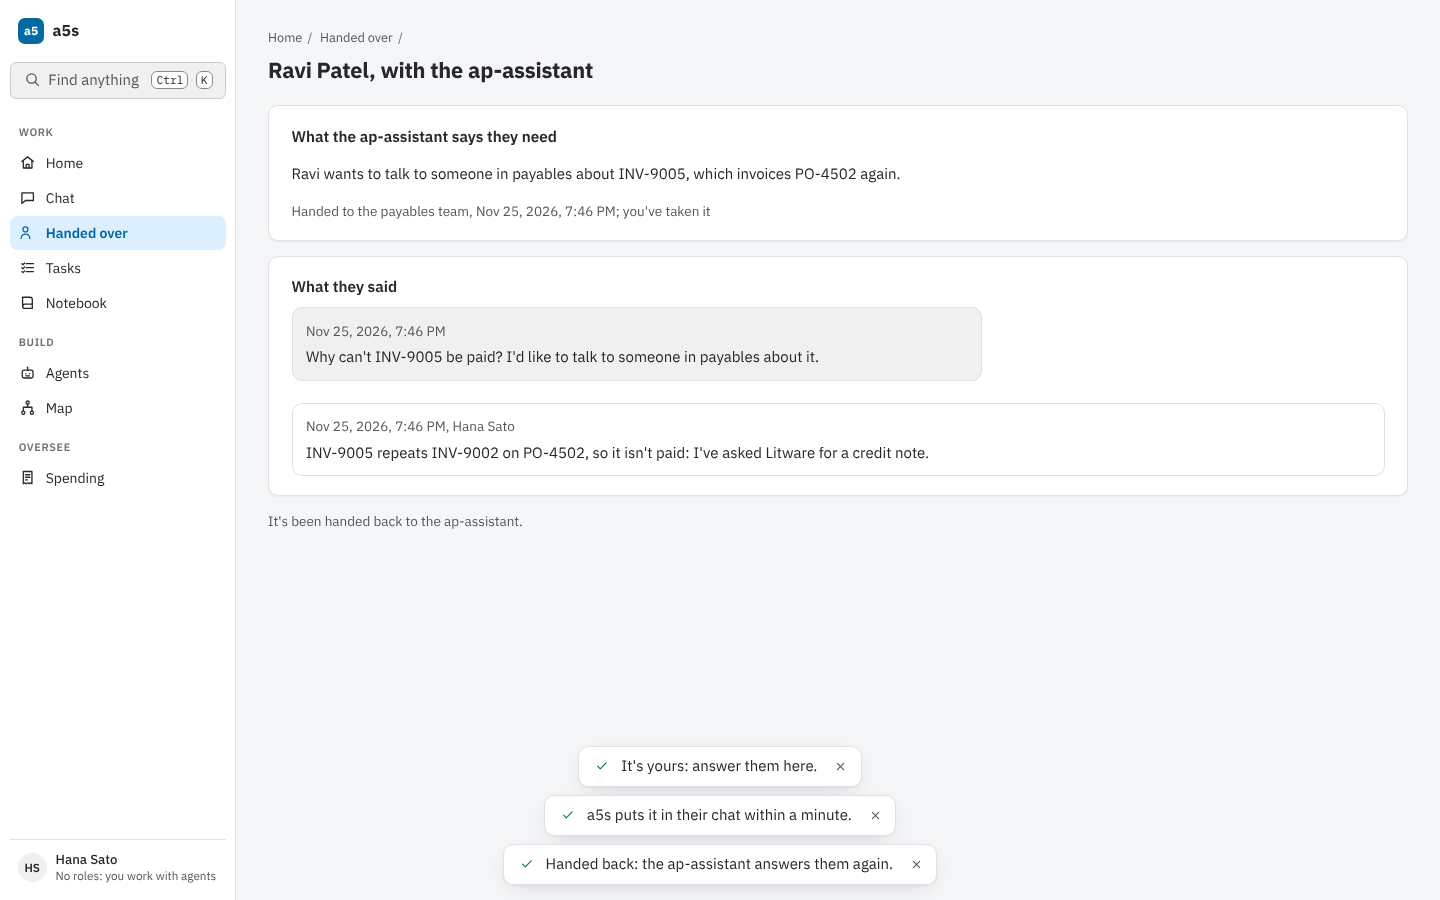 a5 a5s
Find anything Ctrl K
WORK
Home
Chat
Handed over
Tasks
Notebook
BUILD
Agents
Map
OVERSEE
Spending
HS Hana Sato
No roles: you work with agents
Home / Handed over /
Ravi Patel, with the ap-assistant
What the ap-assistant says they need
Ravi wants to talk to someone in payables about INV-9005, which invoices PO-4502 again.
Handed to the payables team, Nov 25, 2026, 7:46 PM; you've taken it
What they said
Nov 25, 2026, 7:46 PM
Why can't INV-9005 be paid? I'd like to talk to someone in payables about it.
Nov 25, 2026, 7:46 PM, Hana Sato
INV-9005 repeats INV-9002 on PO-4502, so it isn't paid: I've asked Litware for a credit note.
It's been handed back to the ap-assistant.
It's yours: answer them here.
a5s puts it in their chat within a minute.
Handed back: the ap-assistant answers them again.